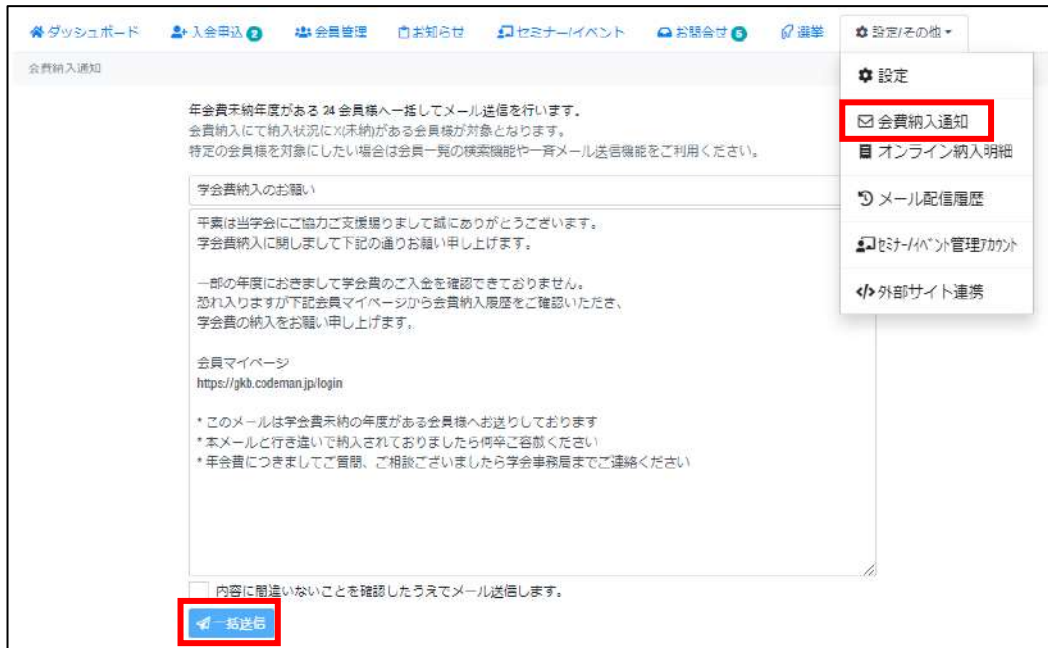 ダッシュボード 入会申込 2 会員管理 お知らせ セミナー/イベント お問合せ 5 選挙 設定/その他
会費納入通知
設定
会費納入通知
オンライン納入明細
メール配信履歴
セミナー/イベント管理アカウント
</>外部サイト連携
年会費未納年度がある 24 会員様へ一括してメール送信を行います。
会費納入にて納入状況にX(未納)がある会員様が対象となります。
特定の会員様を対象にしたい場合は会員一覧の検索機能や一斉メール送信機能をご利用ください。
学会費納入のお願い
平素は当学会にご協力ご支援賜りまして誠にありがとうございます。
学会費納入に関しまして下記の通りお願い申し上げます。
一部の年度におきまして学会費のご入金を確認できておりません。
恐れ入りますが下記会員マイページから会費納入履歴をご確認いただき、
学会費の納入をお願い申し上げます。
会員マイページ
https://gkb.codeman.jp/login
* このメールは学会費未納の年度がある会員様へお送りしております
* 本メールと行き違いで納入されておりましたら何卒ご容赦ください
* 年会費につきましてご質問、ご相談ございましたら学会事務局までご連絡ください
内容に間違いないことを確認したうえでメール送信します。
一括送信